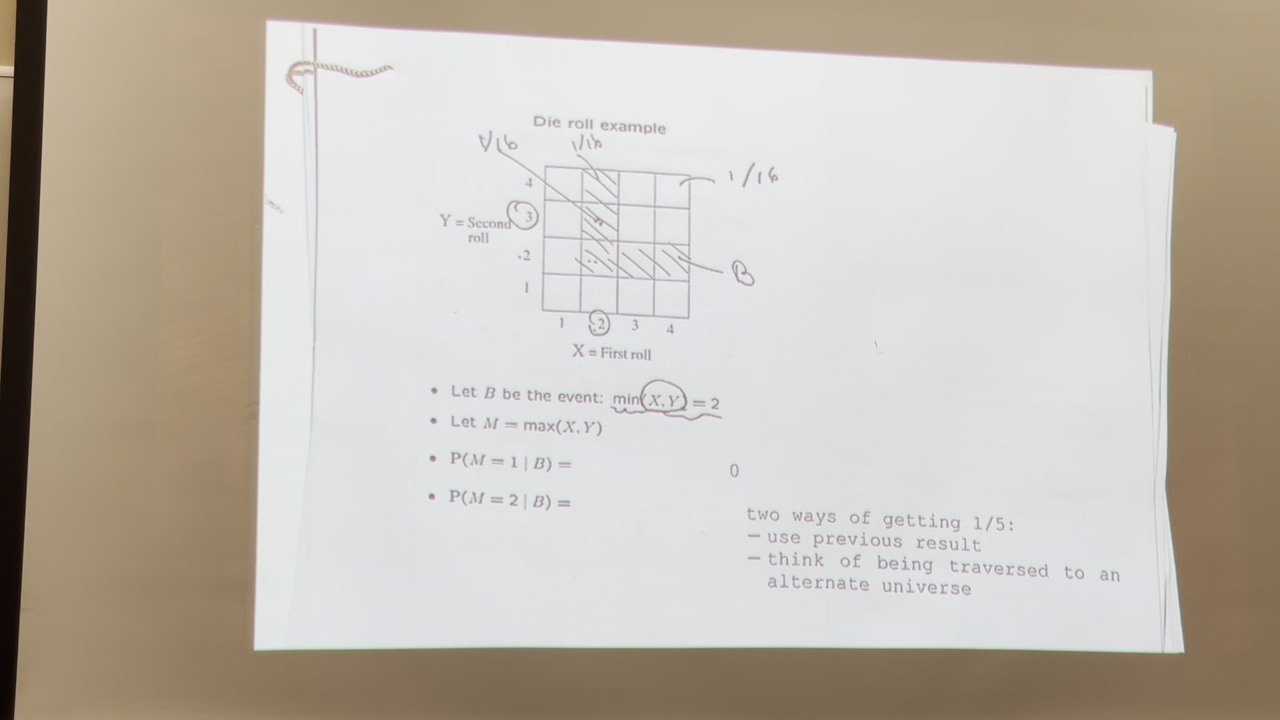 Die roll example
1/16
1/16
1/16
4
Y = Second
roll
3
2
1
B
1 2 3 4
X = First roll
• Let B be the event: min(X,Y) = 2
• Let M = max(X,Y)
• P(M = 1 | B) =
0
• P(M = 2 | B) =
two ways of getting 1/5:
— use previous result
— think of being traversed to an
alternate universe